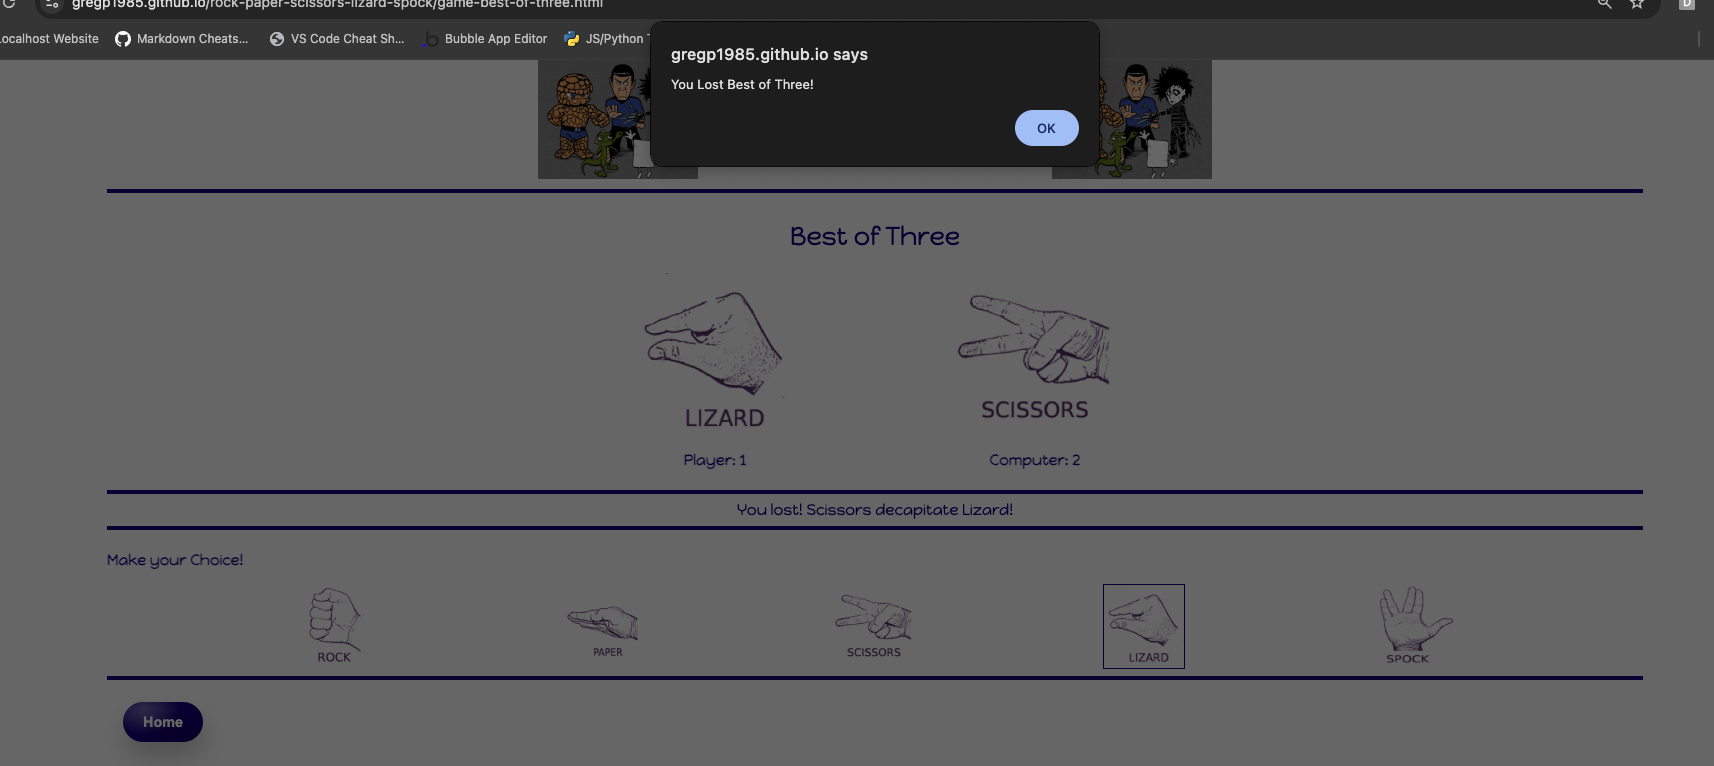 gregp1985.github.io/rock-paper-scissors-lizard-spock/game-best-of-three.html
D
Localhost Website Markdown Cheats... VS Code Cheat Sh... Bubble App Editor JS/Python
gregp1985.github.io says
You Lost Best of Three!
OK
Best of Three
LIZARD SCISSORS
Player: 1 Computer: 2
You lost! Scissors decapitate Lizard!
Make your Choice!
ROCK PAPER SCISSORS LIZARD SPOCK
Home